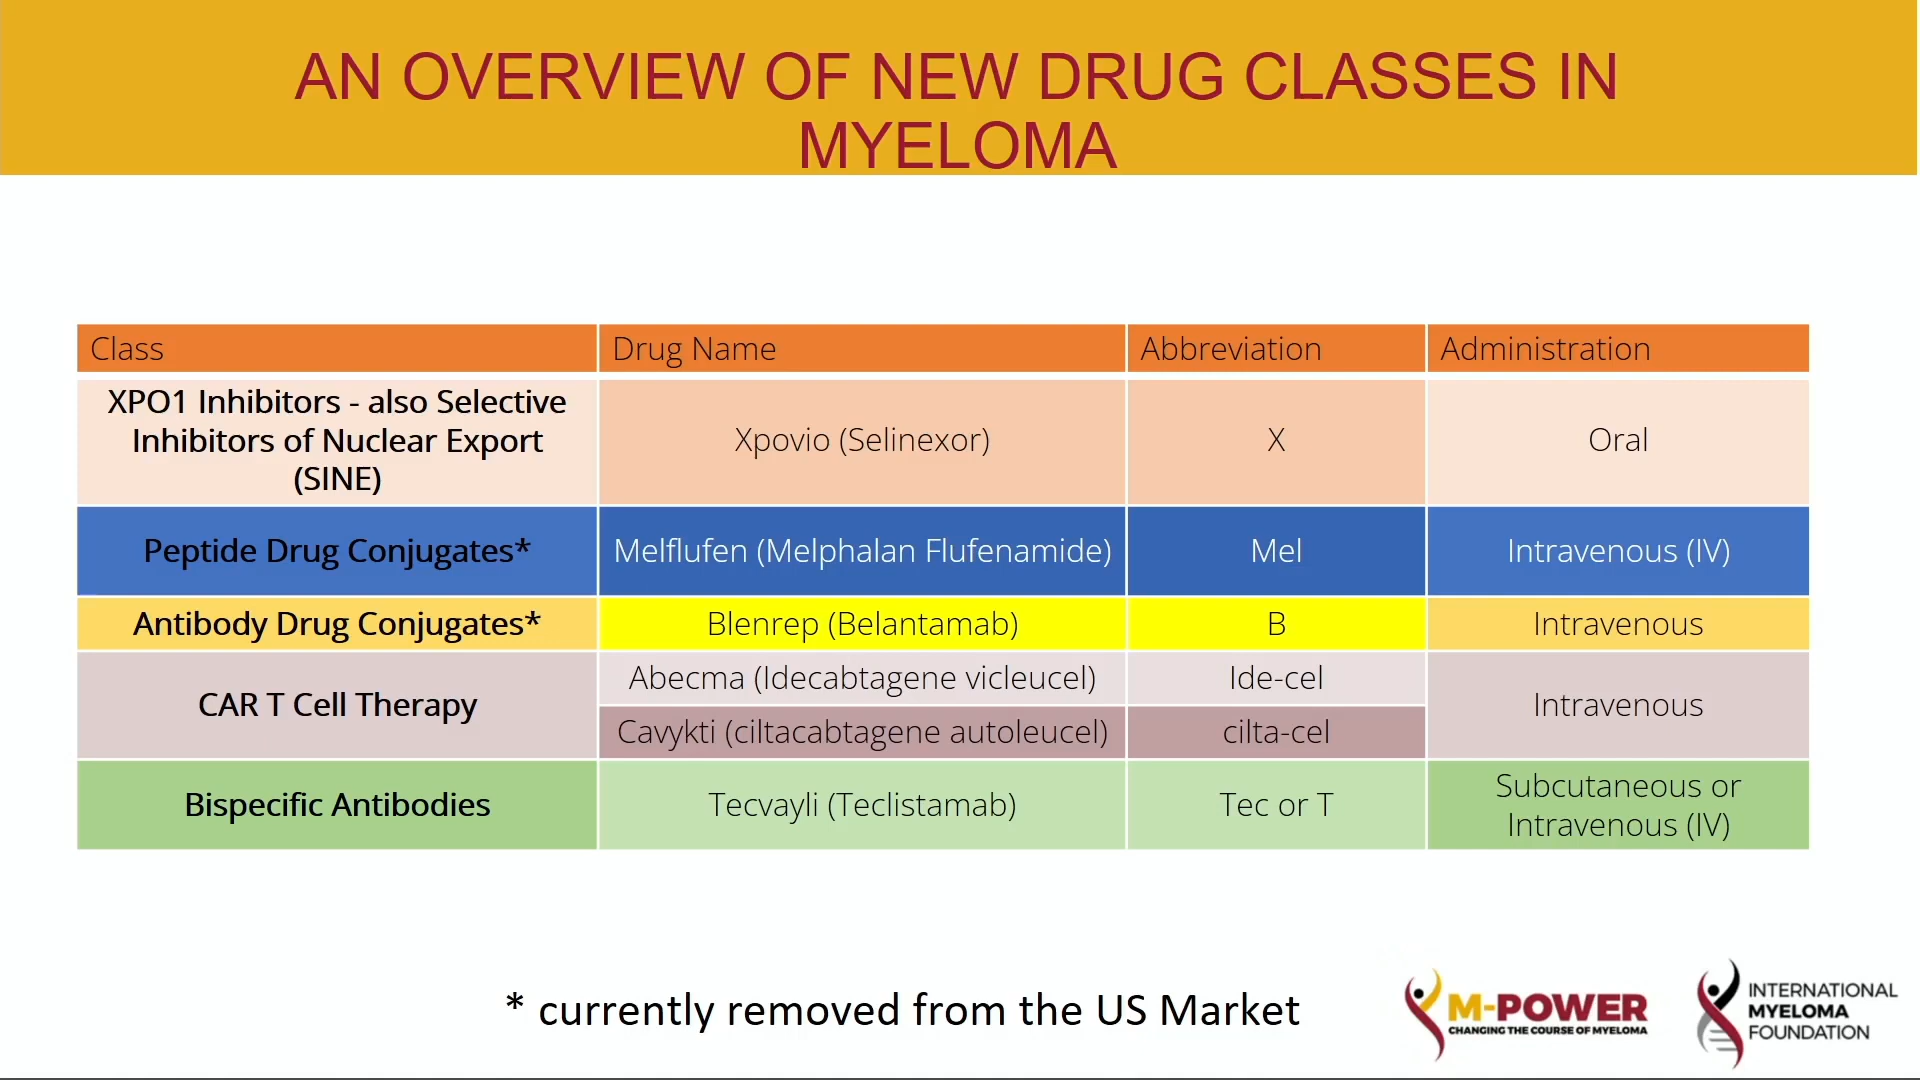 AN OVERVIEW OF NEW DRUG CLASSES IN
MYELOMA
Class
Drug Name
Abbreviation
Administration
XPO1 Inhibitors - also Selective
Inhibitors of Nuclear Export
(SINE)
Xpovio (Selinexor)
X
Oral
Peptide Drug Conjugates*
Melflufen (Melphalan Flufenamide)
Mel
Intravenous (IV)
Antibody Drug Conjugates*
Blenrep (Belantamab)
B
Intravenous
CAR T Cell Therapy
Abecma (Idecabtagene vicleucel)
Ide-cel
Intravenous
Cavykti (ciltacabtagene autoleucel)
cilta-cel
Bispecific Antibodies
Tecvayli (Teclistamab)
Tec or T
Subcutaneous or
Intravenous (IV)
* currently removed from the US Market
M-POWER
CHANGING THE COURSE OF MYELOMA
INTERNATIONAL
MYELOMA
FOUNDATION